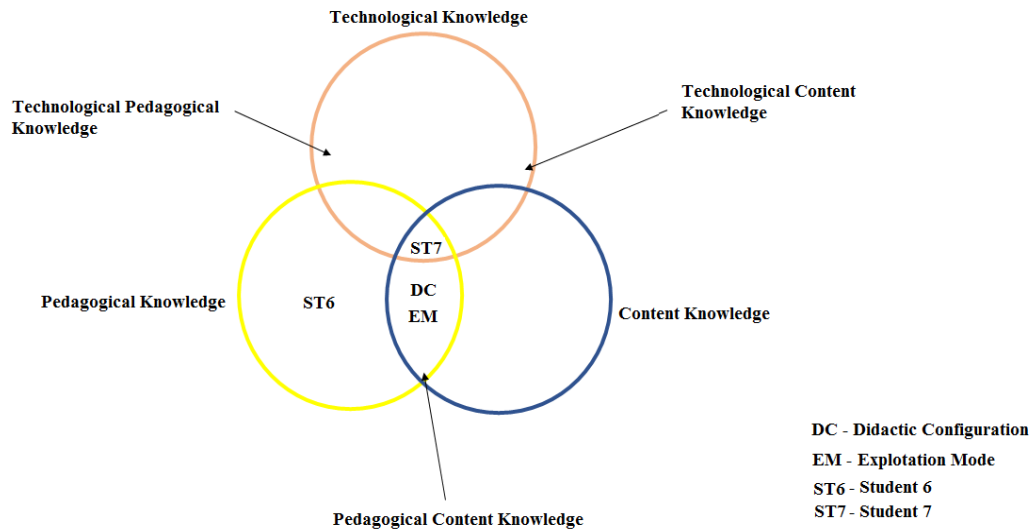 Technological Knowledge
Technological Pedagogical
Knowledge
Technological Content
Knowledge
ST7
Pedagogical Knowledge
ST6
DC
EM
Content Knowledge
DC - Didactic Configuration
EM - Explotation Mode
ST6 - Student 6
ST7 - Student 7
Pedagogical Content Knowledge